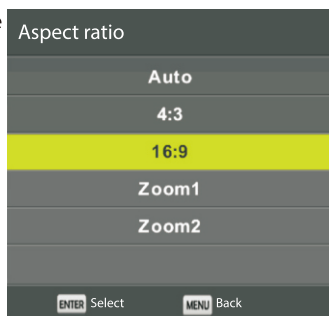 e
Aspect ratio
Auto
4:3
16:9
Zoom1
Zoom2
ENTER Select MENU Back